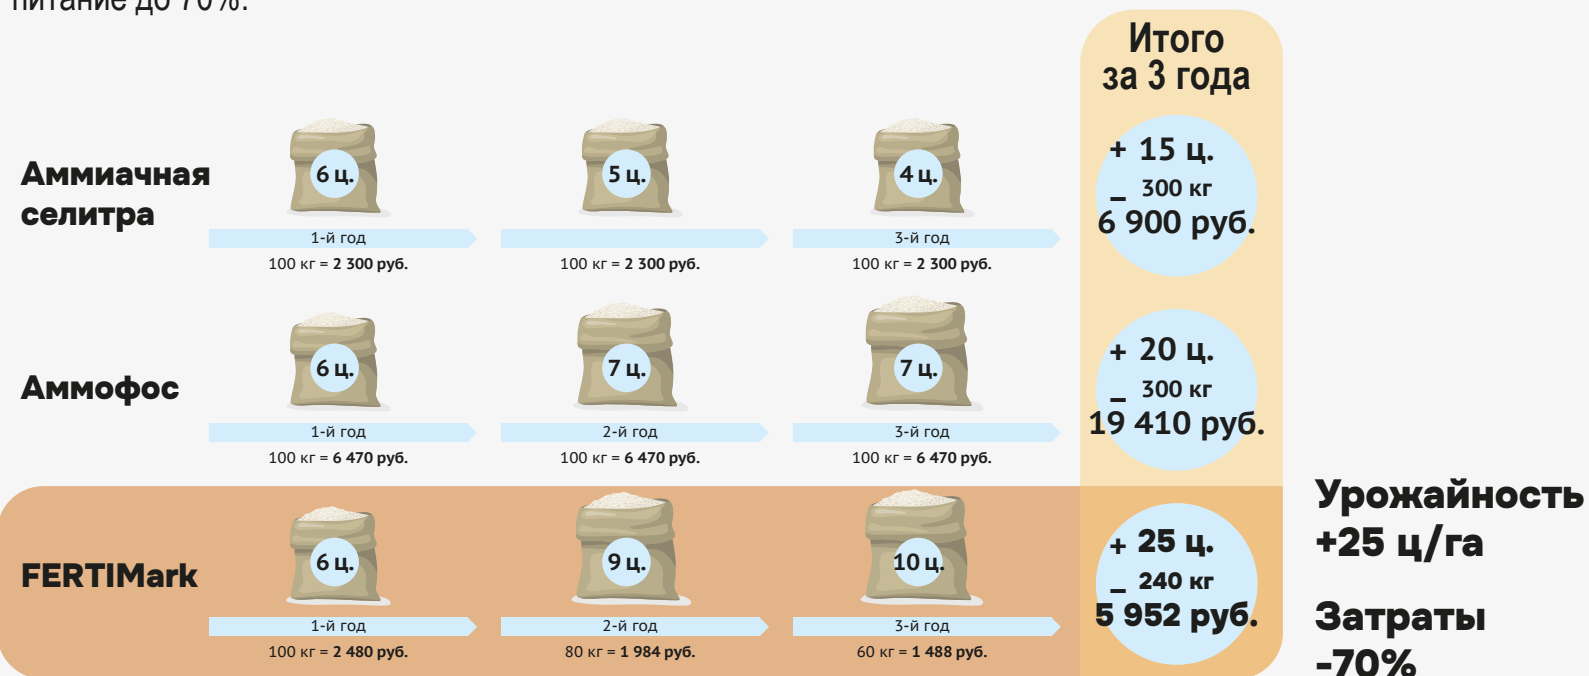 питание до 70%.
Итого
за 3 года
Аммиачная
селитра
6 ц.
5 ц.
4 ц.
1-й год
3-й год
100 кг = 2 300 руб.
100 кг = 2 300 руб.
100 кг = 2 300 руб.
+ 15 ц.
– 300 кг
6 900 руб.
Аммофос
6 ц.
7 ц.
7 ц.
1-й год
2-й год
3-й год
100 кг = 6 470 руб.
100 кг = 6 470 руб.
100 кг = 6 470 руб.
+ 20 ц.
– 300 кг
19 410 руб.
FERTIMark
6 ц.
9 ц.
10 ц.
1-й год
2-й год
3-й год
100 кг = 2 480 руб.
80 кг = 1 984 руб.
60 кг = 1 488 руб.
+ 25 ц.
– 240 кг
5 952 руб.
Урожайность
+25 ц/га
Затраты
-70%